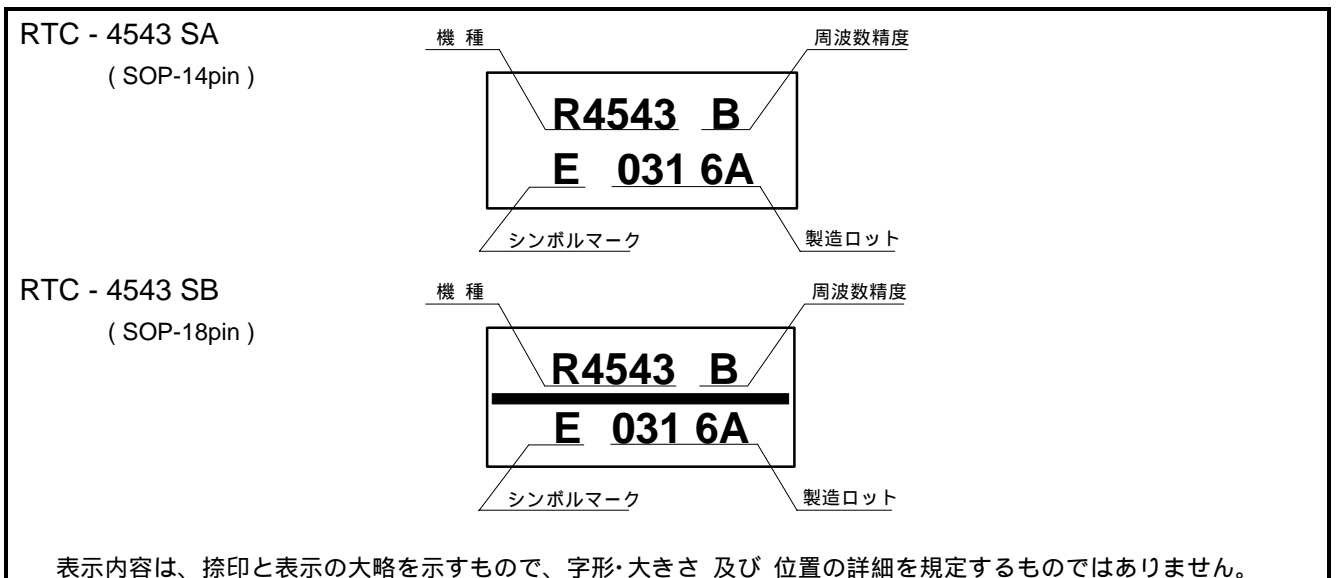 RTC - 4543 SA
( SOP-14pin )
機 種
周波数精度
R4543 B
E 031 6A
シンボルマーク
製造ロット
RTC - 4543 SB
( SOP-18pin )
機 種
周波数精度
R4543 B
E 031 6A
シンボルマーク
製造ロット
表示内容は、捺印と表示の大略を示すもので、字形・大きさ 及び 位置の詳細を規定するものではありません。